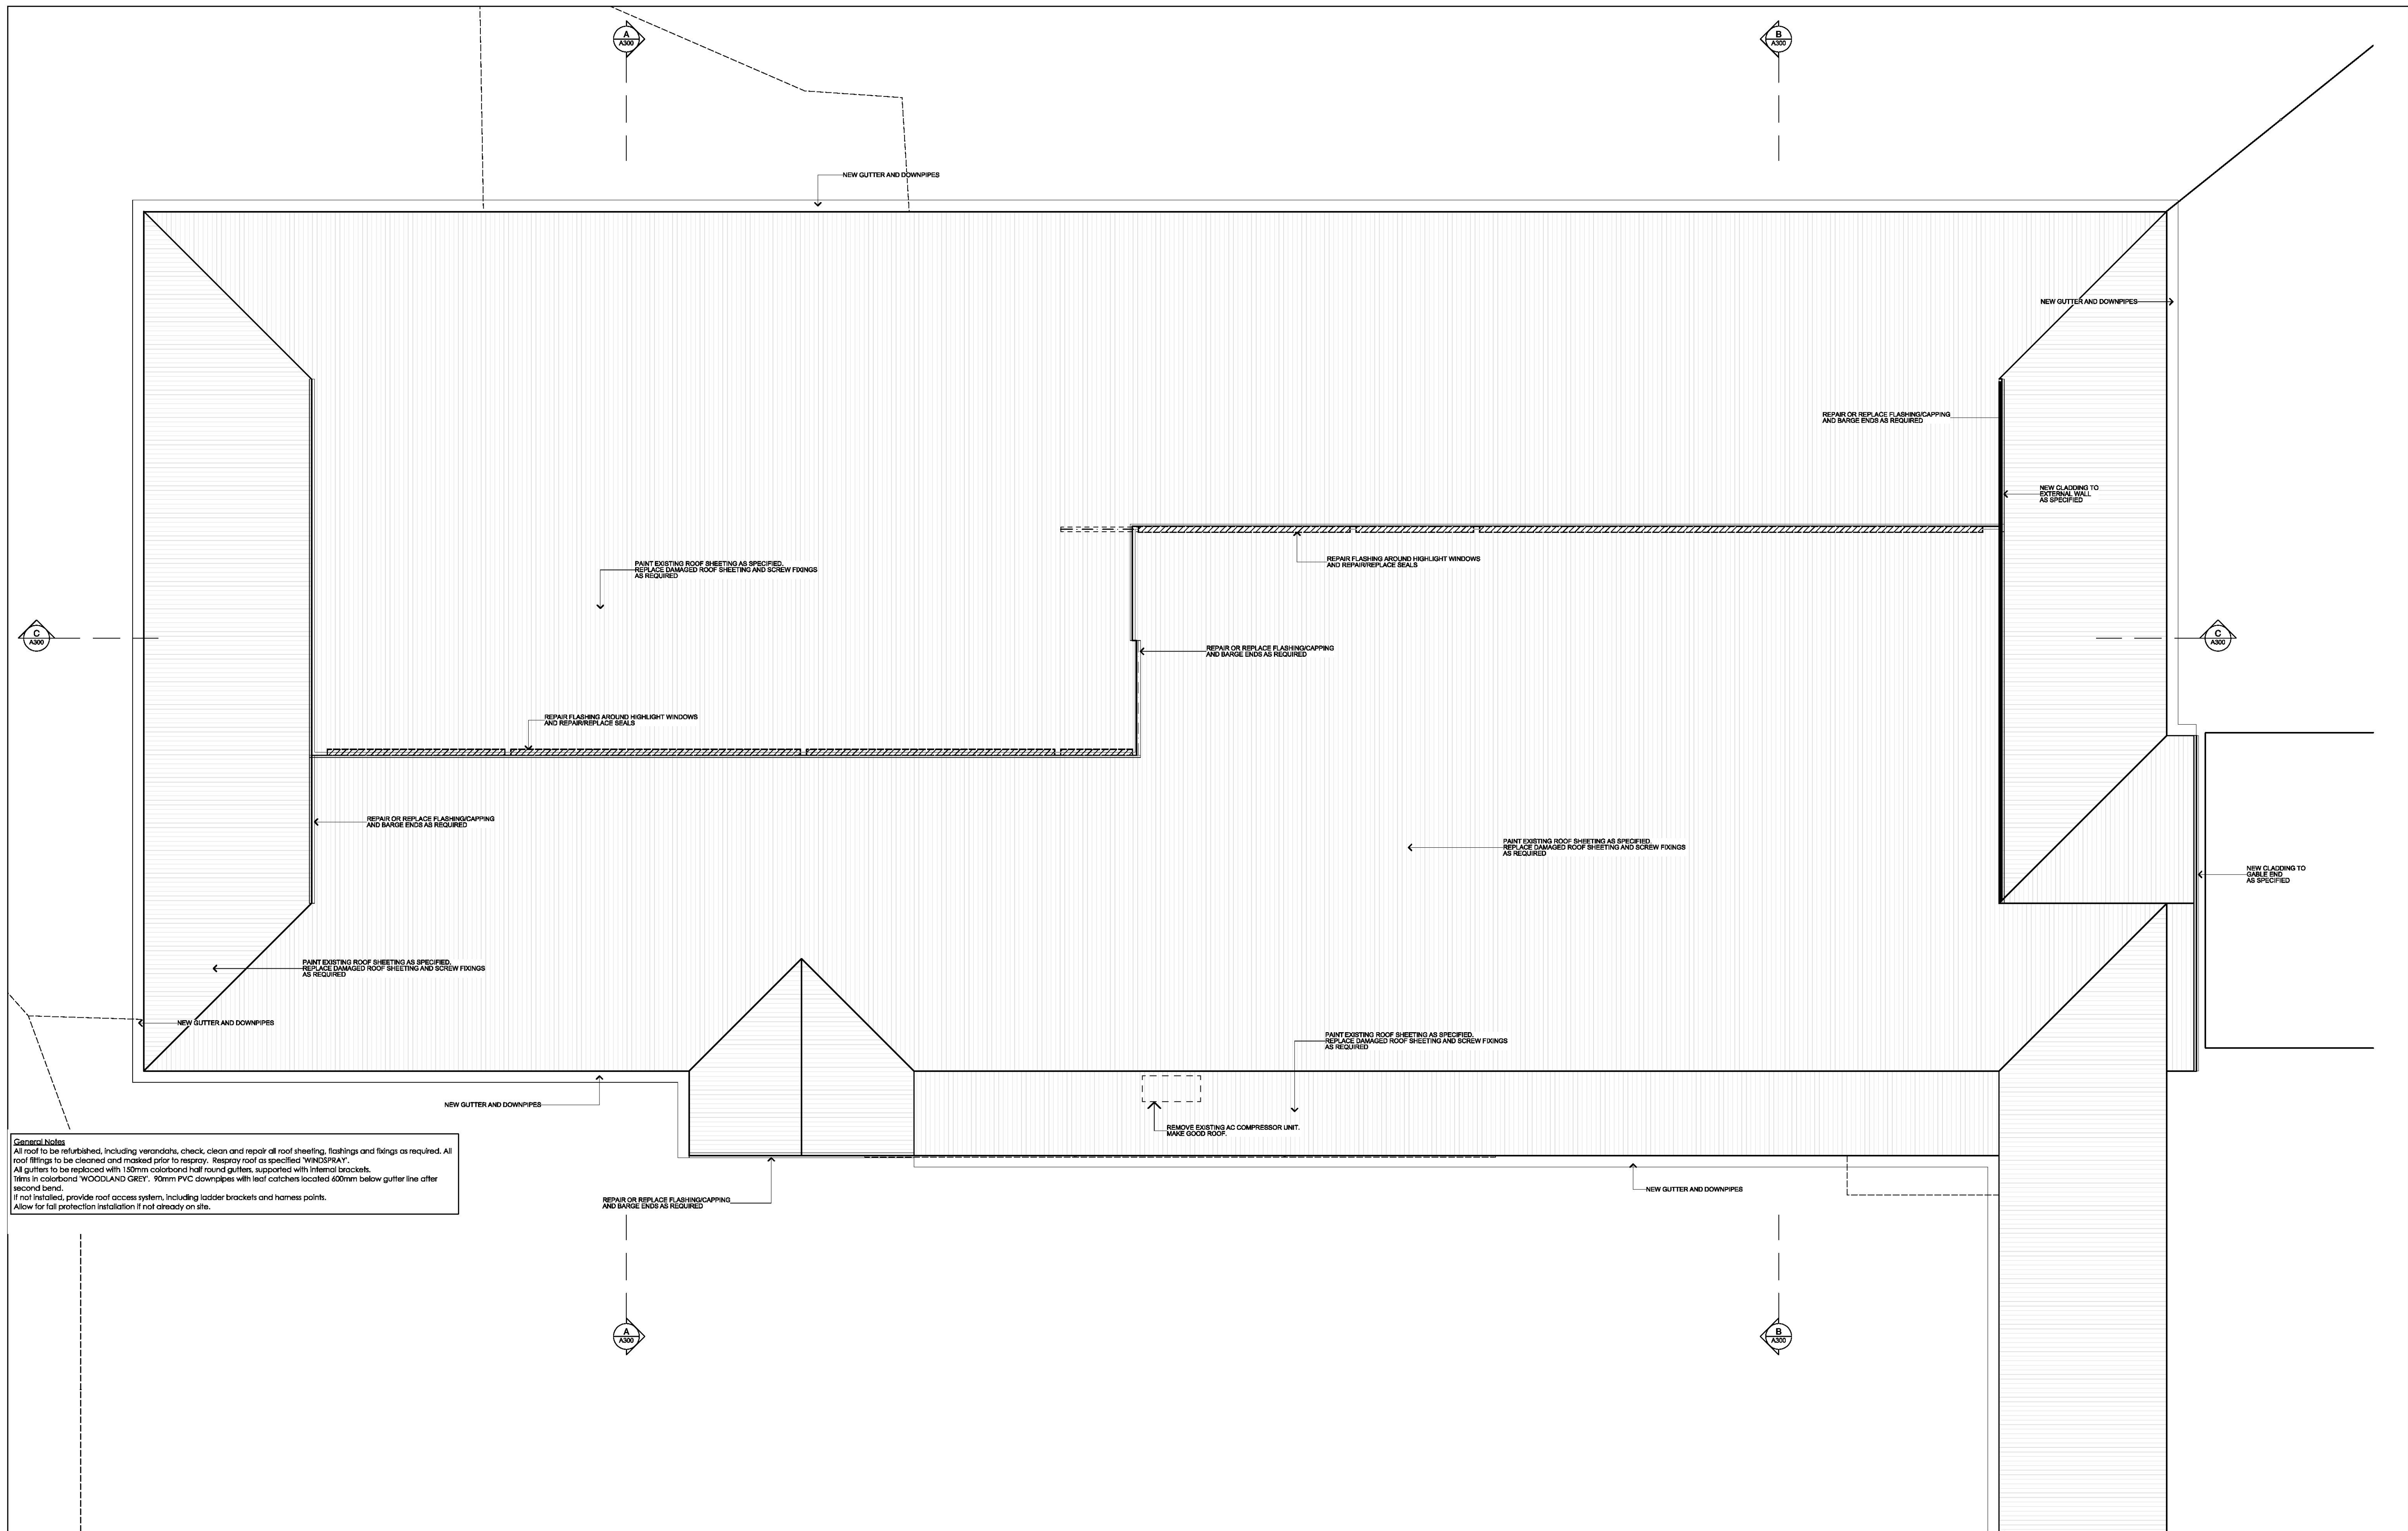 A
A300
B
A300
NEW GUTTER AND DOWNPIPES
NEW GUTTER AND DOWNPIPES
REPAIR OR REPLACE FLASHING/CAPPING
AND BARGE ENDS AS REQUIRED
NEW CLADDING TO
EXTERNAL WALL
AS SPECIFIED
PAINT EXISTING ROOF SHEETING AS SPECIFIED.
REPLACE DAMAGED ROOF SHEETING AND SCREW FIXINGS
AS REQUIRED
REPAIR FLASHING AROUND HIGHLIGHT WINDOWS
AND REPAIR/REPLACE SEALS
C
A300
C
A300
REPAIR OR REPLACE FLASHING/CAPPING
AND BARGE ENDS AS REQUIRED
REPAIR FLASHING AROUND HIGHLIGHT WINDOWS
AND REPAIR/REPLACE SEALS
REPAIR OR REPLACE FLASHING/CAPPING
AND BARGE ENDS AS REQUIRED
PAINT EXISTING ROOF SHEETING AS SPECIFIED.
REPLACE DAMAGED ROOF SHEETING AND SCREW FIXINGS
AS REQUIRED
NEW CLADDING TO
GABLE END
AS SPECIFIED
PAINT EXISTING ROOF SHEETING AS SPECIFIED.
REPLACE DAMAGED ROOF SHEETING AND SCREW FIXINGS
AS REQUIRED
NEW GUTTER AND DOWNPIPES
PAINT EXISTING ROOF SHEETING AS SPECIFIED.
REPLACE DAMAGED ROOF SHEETING AND SCREW FIXINGS
AS REQUIRED
NEW GUTTER AND DOWNPIPES
REMOVE EXISTING AC COMPRESSOR UNIT.
MAKE GOOD ROOF.
General Notes
All roof to be refurbished, including verandahs, check, clean and repair all roof sheeting, flashings and fixings as required. All
roof fittings to be cleaned and masked prior to respray. Respray roof as specified 'WINDSPRAY'.
All gutters to be replaced with 150mm colorbond half round gutters, supported with internal brackets.
Trims in colorbond 'WOODLAND GREY'. 90mm PVC downpipes with leaf catchers located 600mm below gutter line after
second bend.
If not installed, provide roof access system, including ladder brackets and harness points.
Allow for fall protection installation if not already on site.
REPAIR OR REPLACE FLASHING/CAPPING
AND BARGE ENDS AS REQUIRED
NEW GUTTER AND DOWNPIPES
A
A300
B
A300